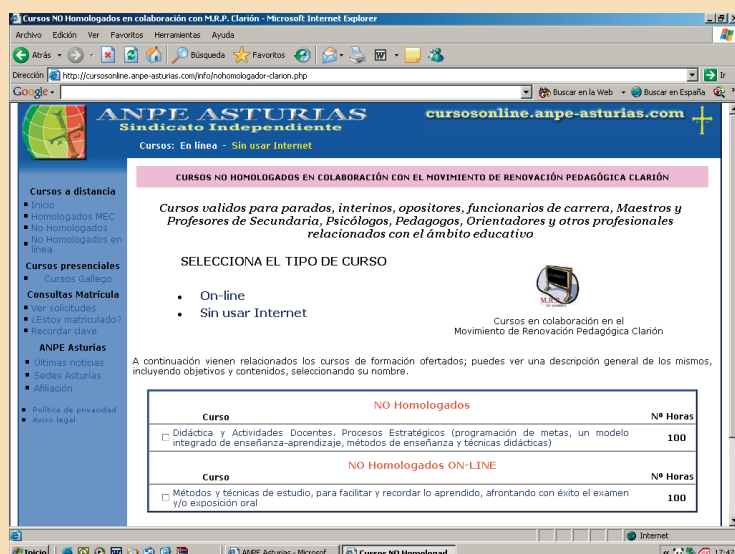 Cursos NO Homologados en colaboración con M.R.P. Clarión - Microsoft Internet Explorer
Archivo Edición Ver Favoritos Herramientas Ayuda
Atrás Búsqueda Favoritos
Dirección http://cursosonline.anpe-asturias.com/info/nohomologador-clarion.php Ir
Google Buscar en la Web Buscar en España
ANPE ASTURIAS
Sindicato Independiente
cursosonline.anpe-asturias.com
Cursos: En línea - Sin usar Internet
Cursos a distancia
Inicio
Homologados MEC
No Homologados
No Homologados en
línea
Cursos presenciales
Cursos Gallego
Consultas Matrícula
Ver solicitudes
¿Estoy matriculado?
Recordar clave
ANPE Asturias
Últimas noticias
Sedes Asturias
Afiliación
Política de privacidad
Aviso legal
CURSOS NO HOMOLOGADOS EN COLABORACIÓN CON EL MOVIMIENTO DE RENOVACIÓN PEDAGÓGICA CLARIÓN
Cursos validos para parados, interinos, opositores, funcionarios de carrera, Maestros y
Profesores de Secundaria, Psicólogos, Pedagogos, Orientadores y otros profesionales
relacionados con el ámbito educativo
SELECCIONA EL TIPO DE CURSO
• On-line
• Sin usar Internet
M.R.P.
Cursos en colaboración en el
Movimiento de Renovación Pedagógica Clarión
A continuación vienen relacionados los cursos de formación ofertados; puedes ver una descripción general de los mismos,
incluyendo objetivos y contenidos, seleccionando su nombre.
NO Homologados
Curso Nº Horas
Didáctica y Actividades Docentes. Procesos Estratégicos (programación de metas, un modelo
integrado de enseñanza-aprendizaje, métodos de enseñanza y técnicas didácticas) 100
NO Homologados ON-LINE
Curso Nº Horas
Métodos y técnicas de estudio, para facilitar y recordar lo aprendido, afrontando con éxito el examen
y/o exposición oral 100
Internet
Inicio ANPE Asturias - Microsof... Cursos NO Homologad... 17:42